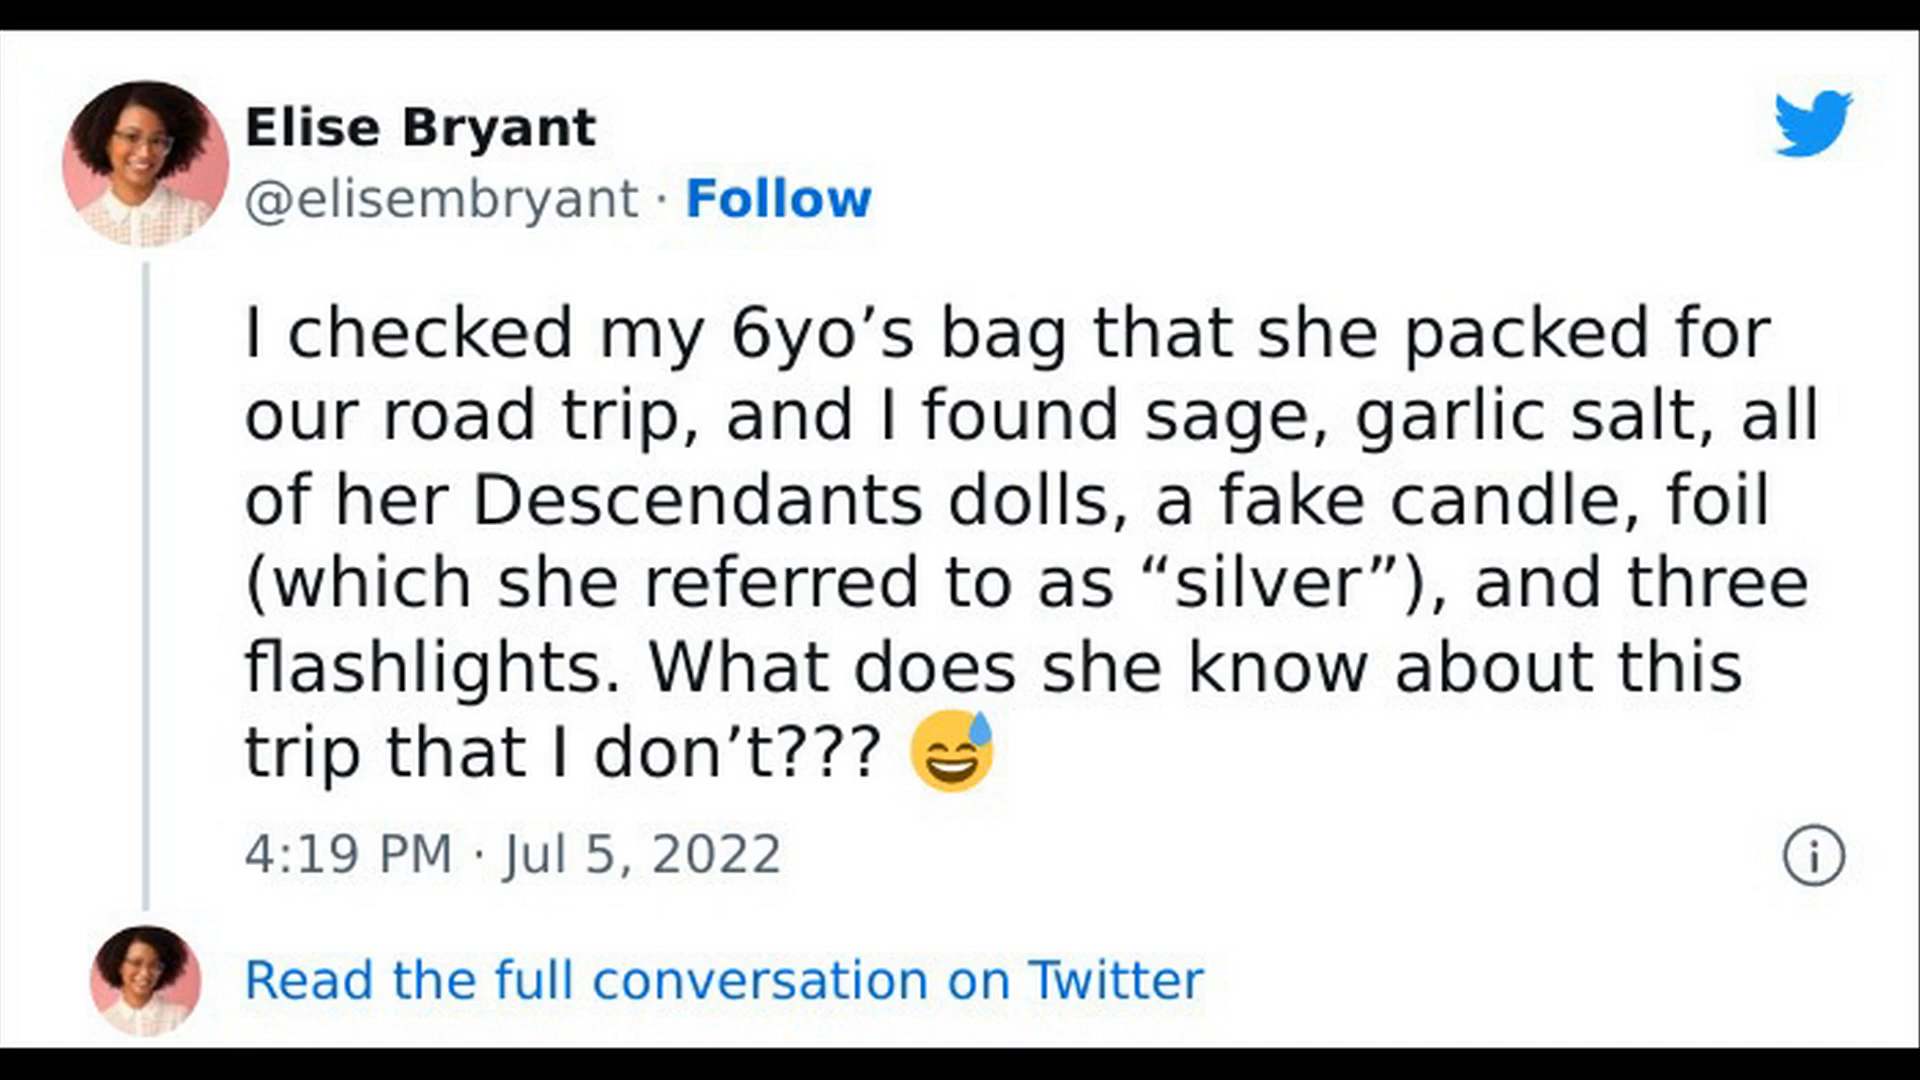 Elise Bryant
@elisembryant · Follow
I checked my 6yo’s bag that she packed for
our road trip, and I found sage, garlic salt, all
of her Descendants dolls, a fake candle, foil
(which she referred to as “silver”), and three
flashlights. What does she know about this
trip that I don’t??? 😅
4:19 PM · Jul 5, 2022
Read the full conversation on Twitter